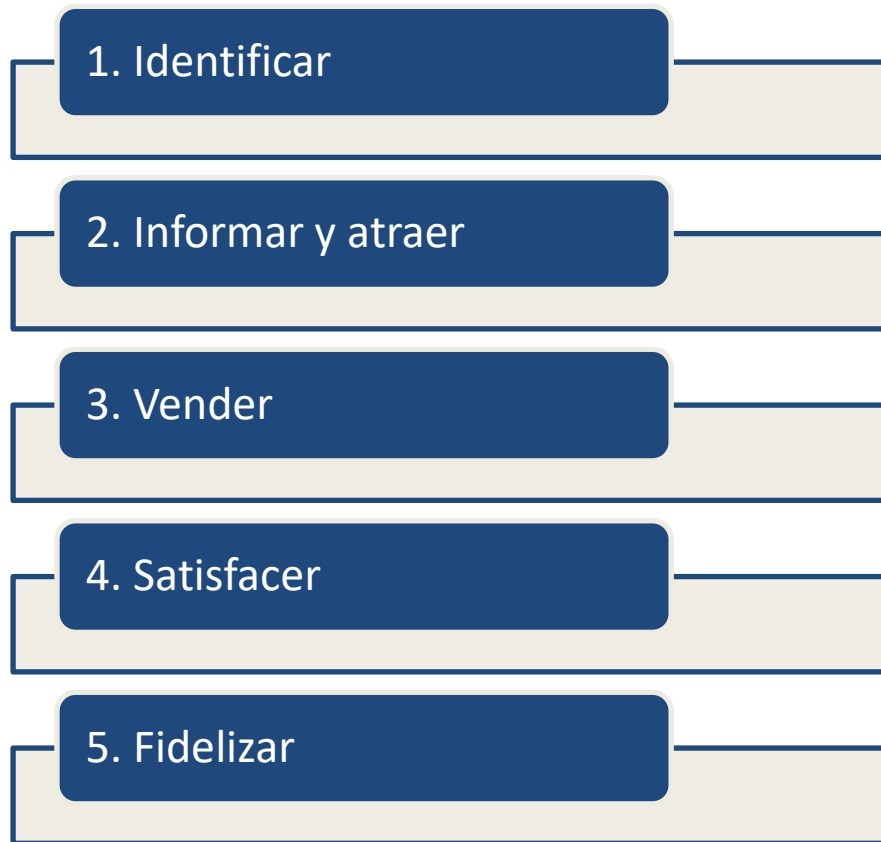 1. Identificar
2. Informar y atraer
3. Vender
4. Satisfacer
5. Fidelizar